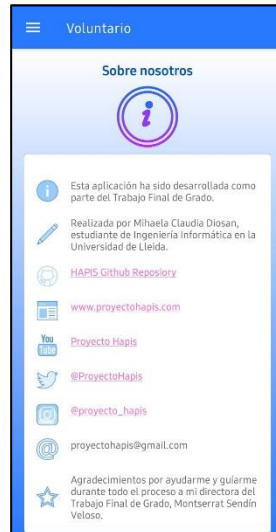 Voluntario
Sobre nosotros
i
i
Esta aplicación ha sido desarrollada como
parte del Trabajo Final de Grado.
Realizada por Mihaela Claudia Diosan,
estudiante de Ingeniería Informática en la
Universidad de Lleida.
HAPIS Github Reposiory
www.proyectohapis.com
You
Tube
Proyecto Hapis
@ProyectoHapis
@proyecto_hapis
@
proyectohapis@gmail.com
Agradecimientos por ayudarme y guiarme
durante todo el proceso a mi directora del
Trabajo Final de Grado, Montserrat Sendín
Veloso.